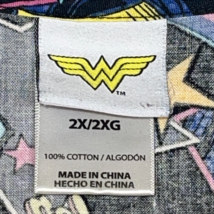 TM
2X/2XG
100% COTTON / ALGODÓN
MADE IN CHINA
HECHO EN CHINA